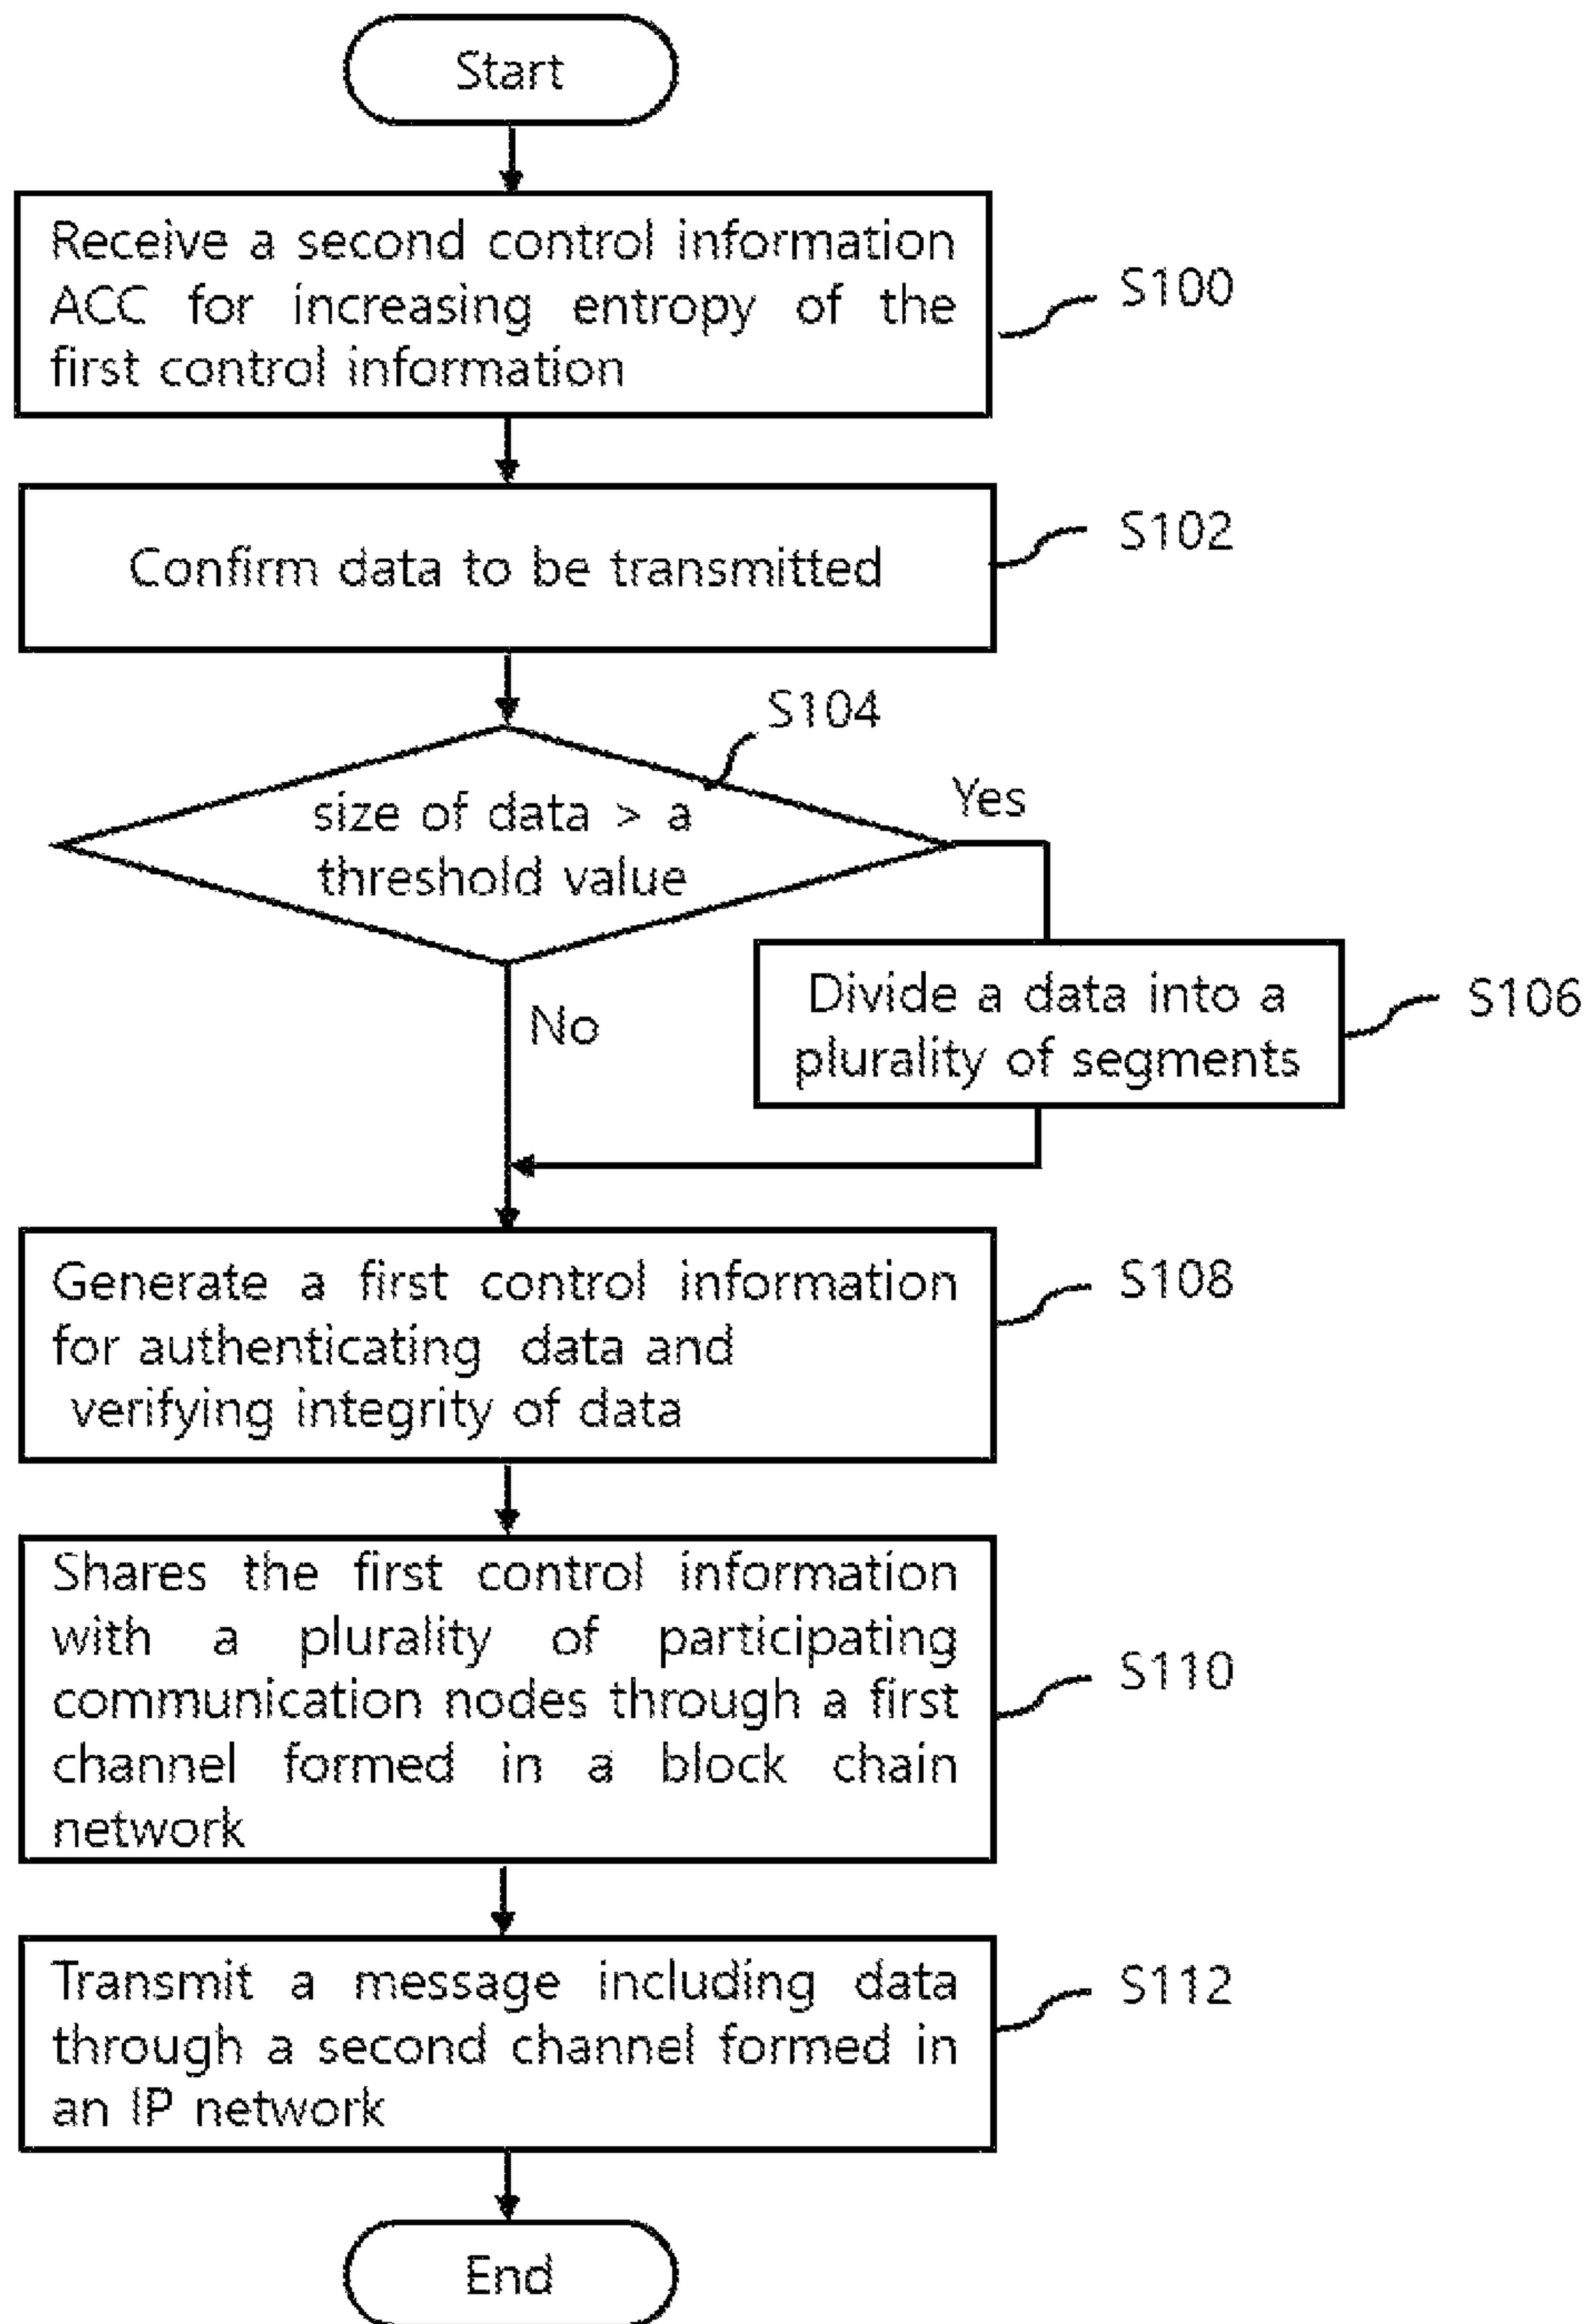 Start
Receive a second control information
ACC for increasing entropy of the
first control information
S100
Confirm data to be transmitted
S102
S104
size of data > a
threshold value
Yes
No
Divide a data into a
plurality of segments
S106
Generate a first control information
for authenticating data and
verifying integrity of data
S108
Shares the first control information
with a plurality of participating
communication nodes through a first
channel formed in a block chain
network
S110
Transmit a message including data
through a second channel formed in
an IP network
S112
End